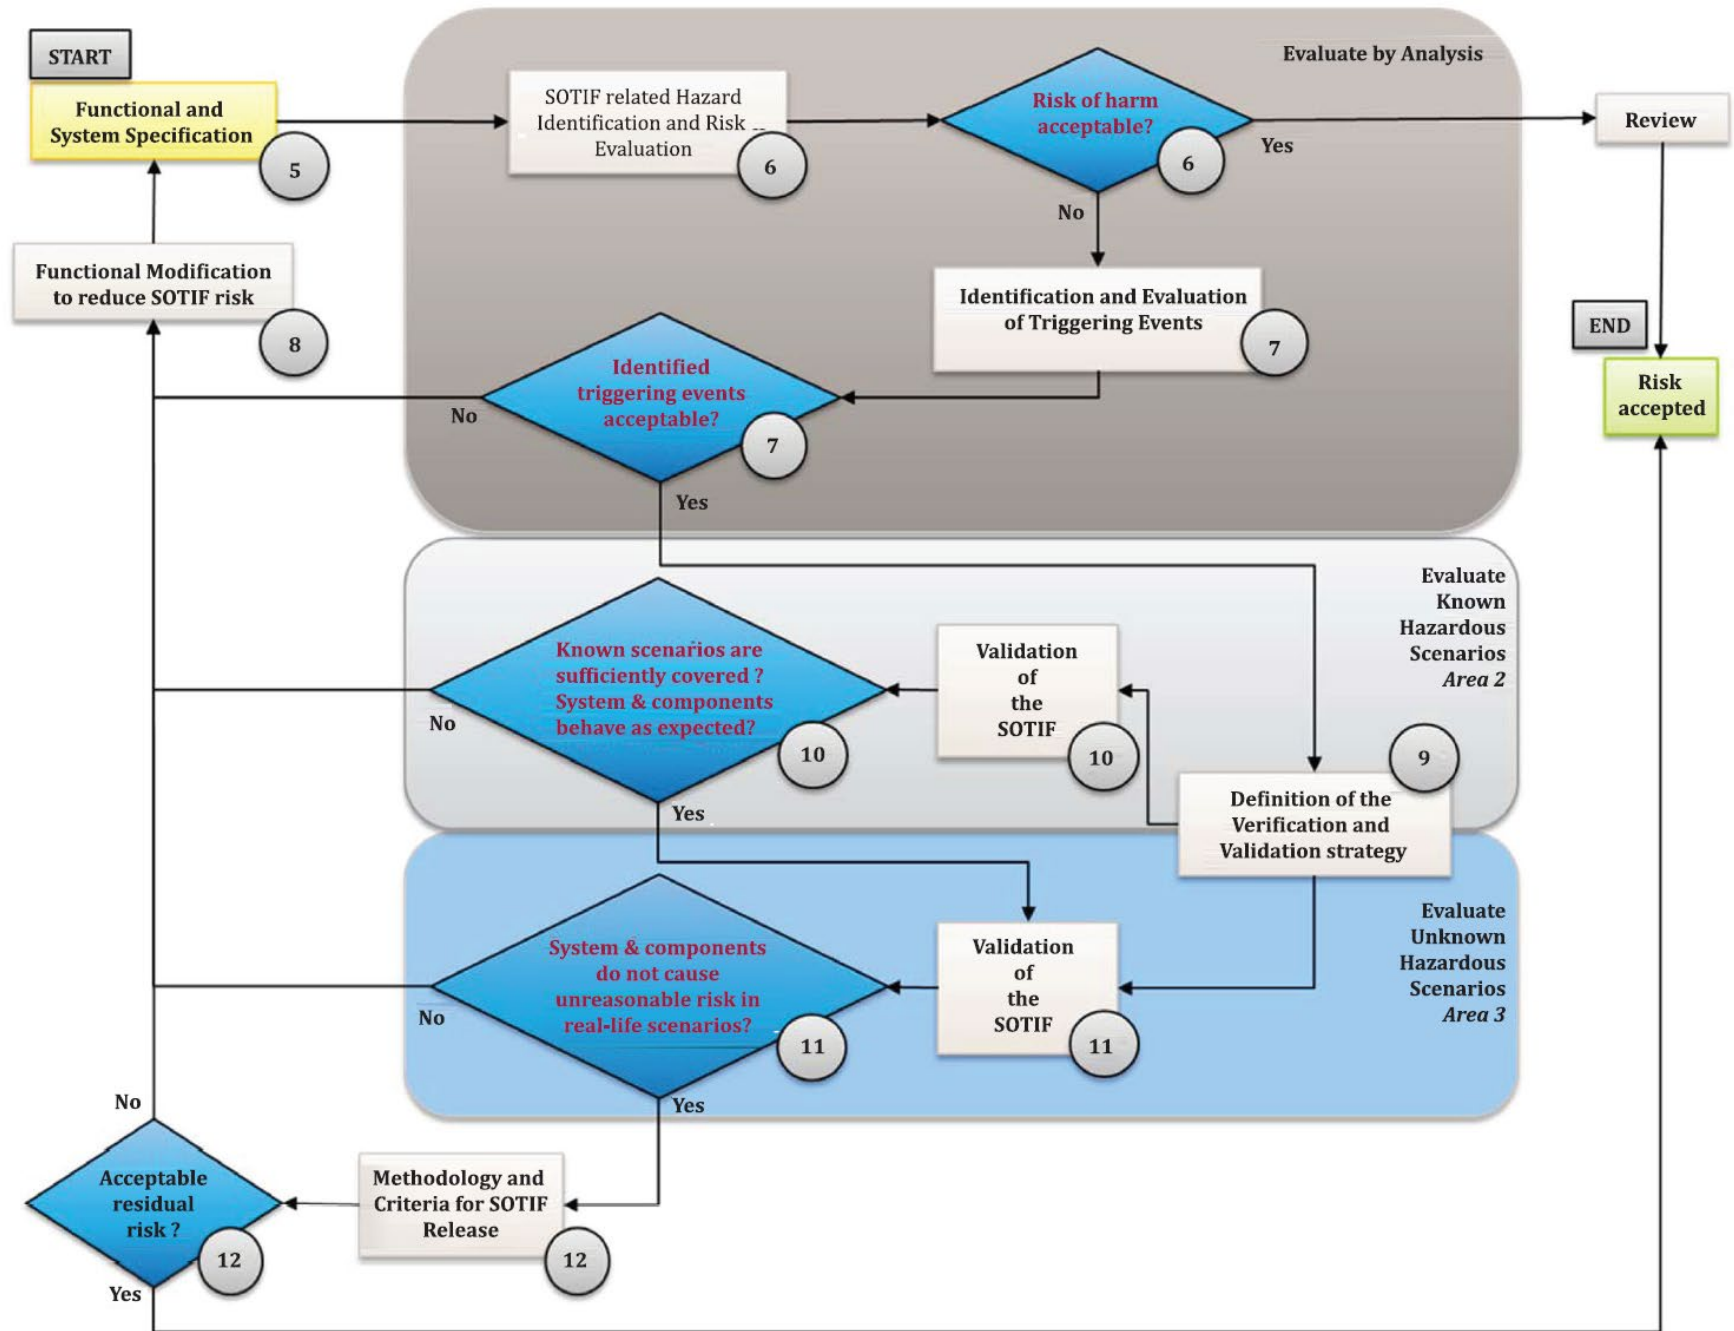 START
Functional and
System Specification
5
SOTIF related Hazard
Identification and Risk
Evaluation
6
Risk of harm
acceptable?
6
Yes
No
Evaluate by Analysis
Review
Functional Modification
to reduce SOTIF risk
8
Identification and Evaluation
of Triggering Events
7
END
Risk
accepted
Identified
triggering events
acceptable?
7
No
Yes
Evaluate
Known
Hazardous
Scenarios
Area 2
Known scenarios are
sufficiently covered ?
System & components
behave as expected?
10
No
Yes
Validation
of
the
SOTIF
10
9
Definition of the
Verification and
Validation strategy
Evaluate
Unknown
Hazardous
Scenarios
Area 3
System & components
do not cause
unreasonable risk in
real-life scenarios?
11
No
Yes
Validation
of
the
SOTIF
11
No
Acceptable
residual
risk ?
12
Yes
Methodology and
Criteria for SOTIF
Release
12